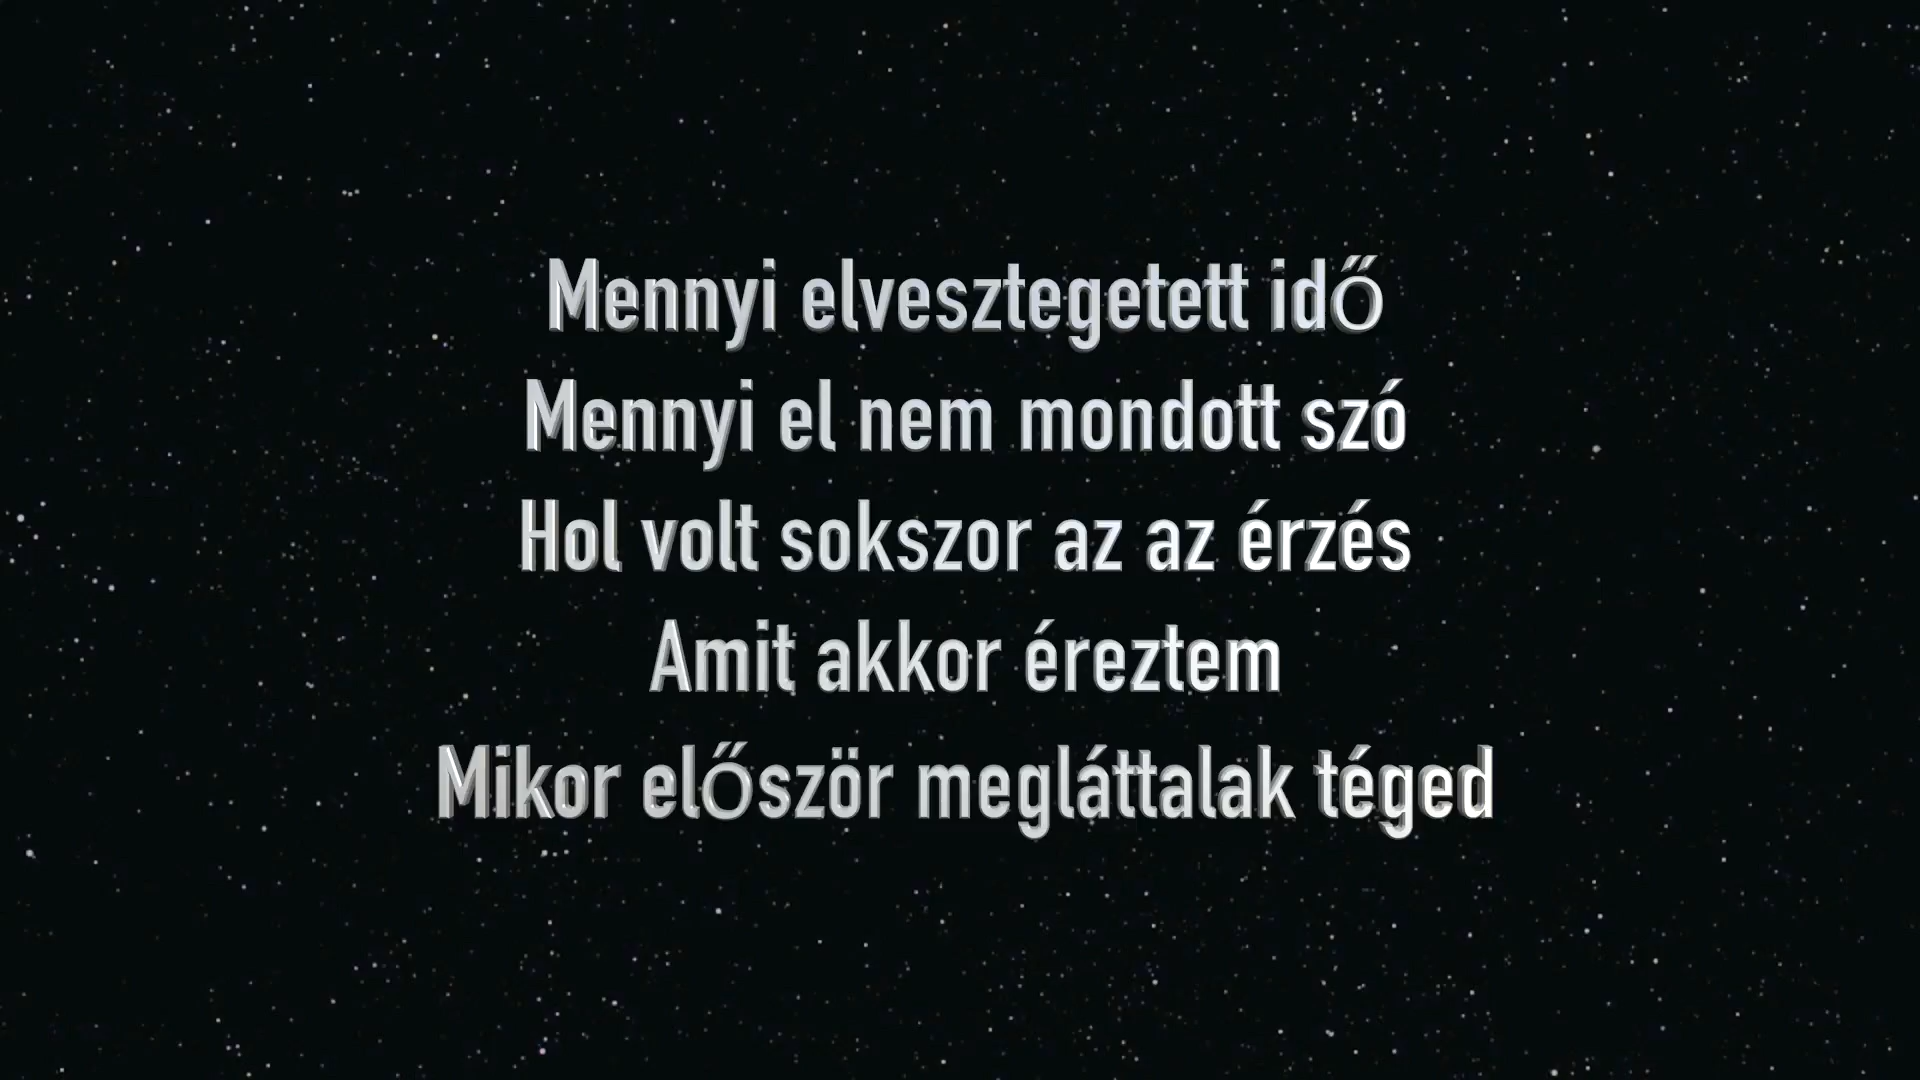 Mennyi elvesztegetett idő
Mennyi el nem mondott szó
Hol volt sokszor az az érzés
Amit akkor éreztem
Mikor először megláttalak téged